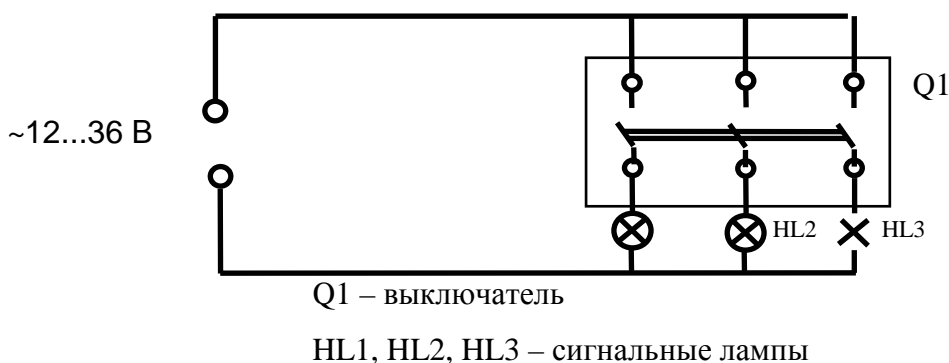 Q1
~12...36 В
HL2
HL3
Q1 – выключатель
HL1, HL2, HL3 – сигнальные лампы